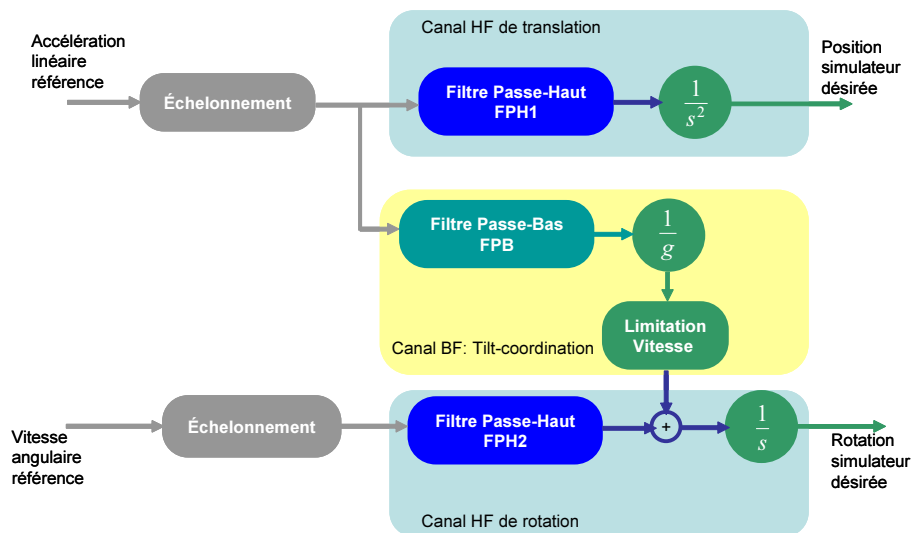 Canal HF de translation
Accélération
linéaire
référence
Échelonnement
Filtre Passe-Haut
FPH1
1
s²
Position
simulateur
désirée
Filtre Passe-Bas
FPB
1
g
Limitation
Vitesse
Canal BF: Tilt-coordination
Vitesse
angulaire
référence
Échelonnement
Filtre Passe-Haut
FPH2
+
1
s
Rotation
simulateur
désirée
Canal HF de rotation